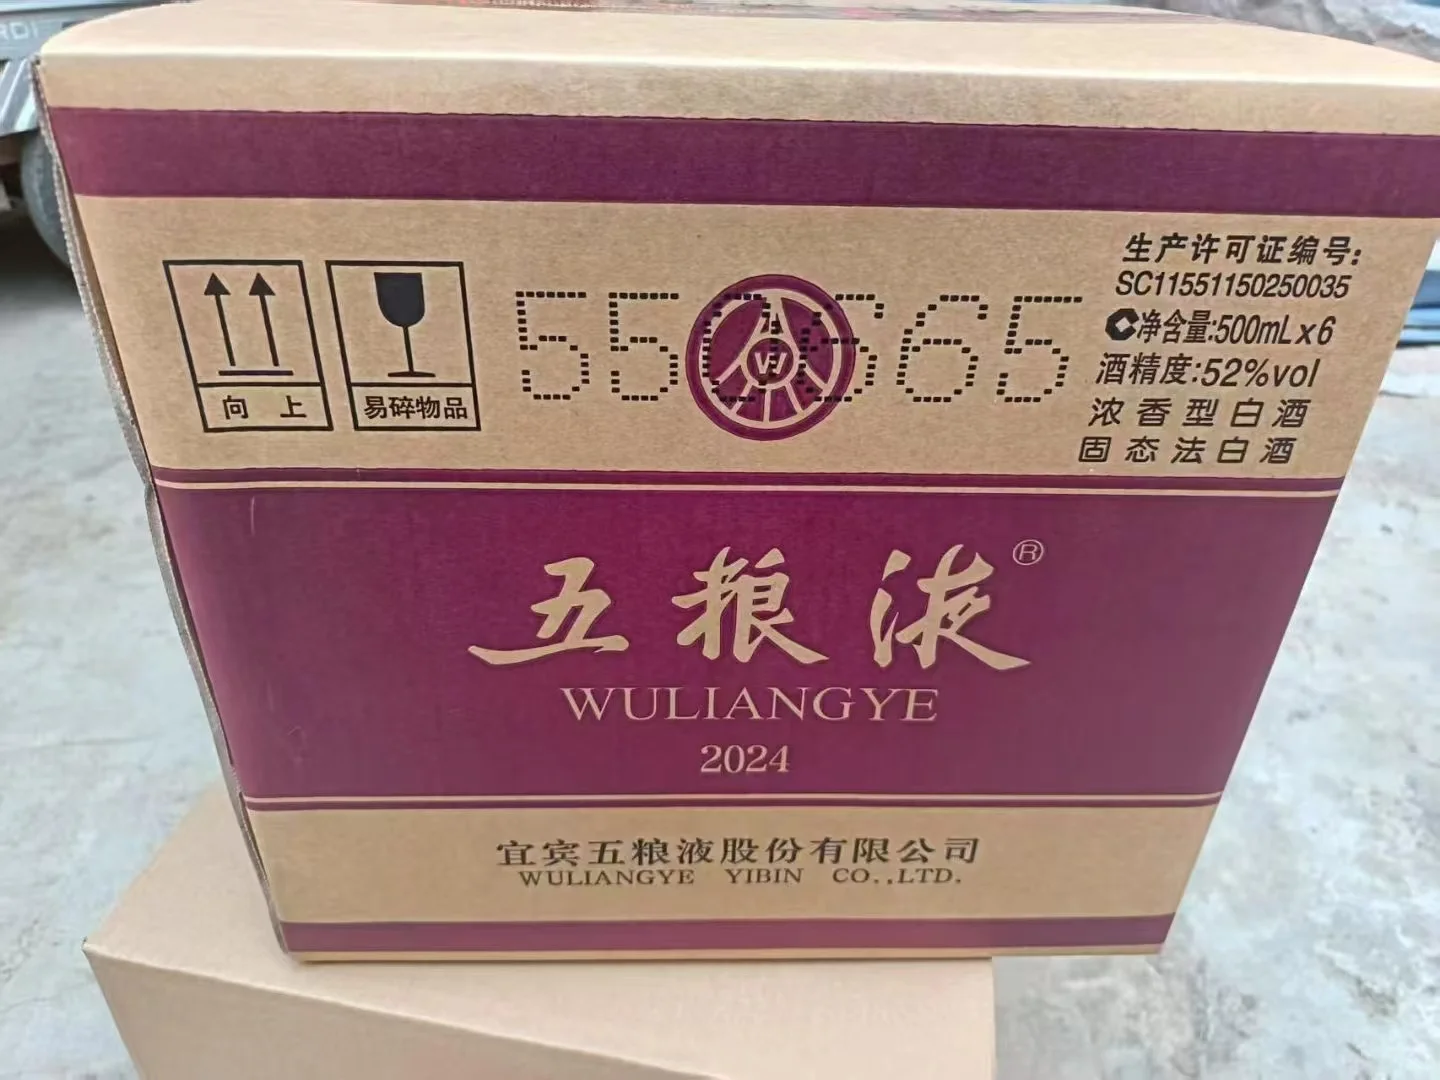 向 上
易碎物品
生产许可证编号:
SC11551150250035
净含量:500mL x6
酒精度:52%vol
浓香型白酒
固态法白酒
五粮液®
WULIANGYE
2024
宜宾五粮液股份有限公司
WULIANGYE YIBIN CO.,LTD.